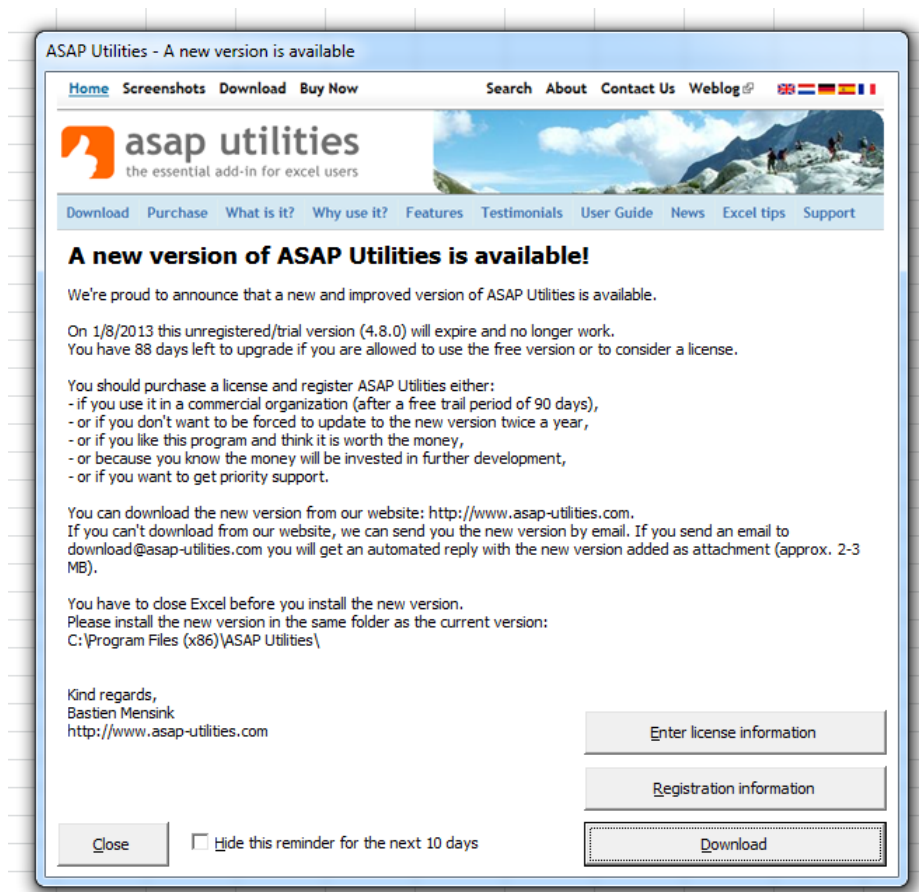 ASAP Utilities - A new version is available
Home Screenshots Download Buy Now Search About Contact Us Weblog
asap utilities
the essential add-in for excel users
Download Purchase What is it? Why use it? Features Testimonials User Guide News Excel tips Support
A new version of ASAP Utilities is available!
We're proud to announce that a new and improved version of ASAP Utilities is available.
On 1/8/2013 this unregistered/trial version (4.8.0) will expire and no longer work.
You have 88 days left to upgrade if you are allowed to use the free version or to consider a license.
You should purchase a license and register ASAP Utilities either:
- if you use it in a commercial organization (after a free trail period of 90 days),
- or if you don't want to be forced to update to the new version twice a year,
- or if you like this program and think it is worth the money,
- or because you know the money will be invested in further development,
- or if you want to get priority support.
You can download the new version from our website: http://www.asap-utilities.com.
If you can't download from our website, we can send you the new version by email. If you send an email to
download@asap-utilities.com you will get an automated reply with the new version added as attachment (approx. 2-3
MB).
You have to close Excel before you install the new version.
Please install the new version in the same folder as the current version:
C:\Program Files (x86)\ASAP Utilities\
Kind regards,
Bastien Mensink
http://www.asap-utilities.com
Enter license information
Registration information
Close Hide this reminder for the next 10 days Download